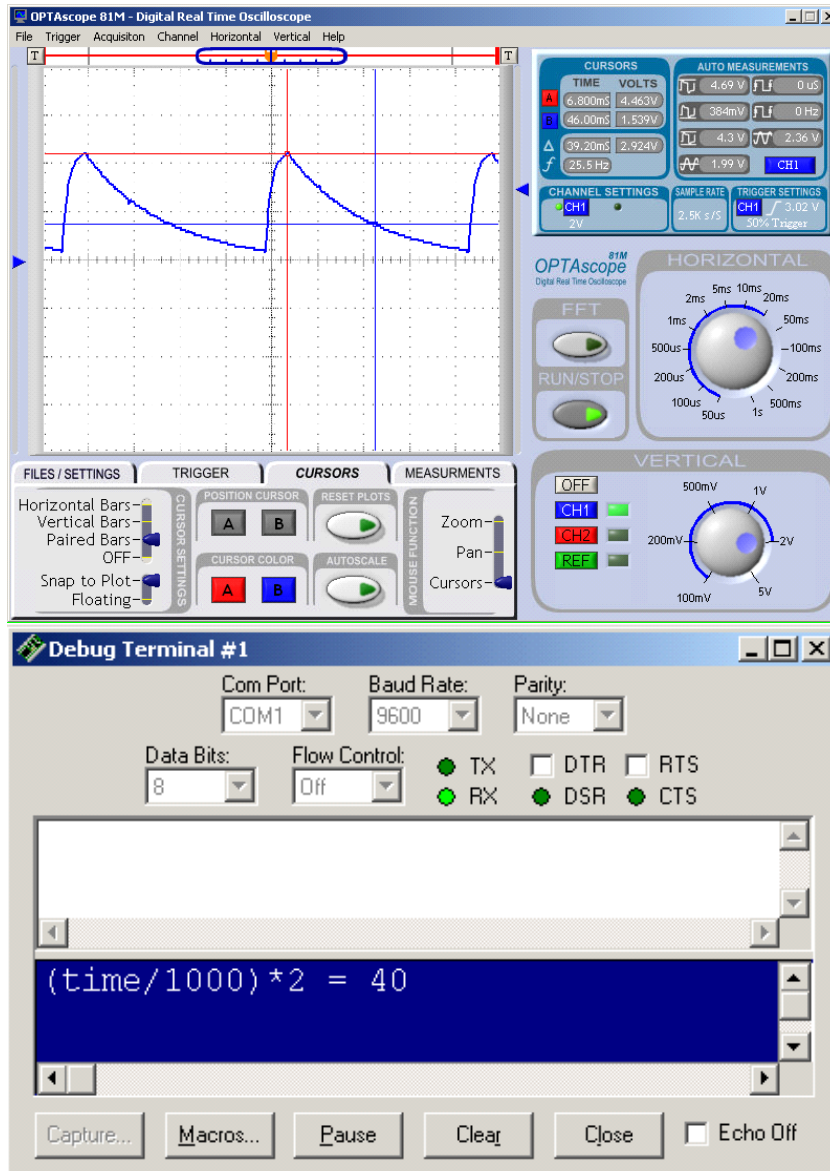 OPTAscope 81M - Digital Real Time Oscilloscope
File Trigger Acquisiton Channel Horizontal Vertical Help
T T
CURSORS
TIME VOLTS
A 6.800mS 4.463V
B 46.00mS 1.539V
Δ 39.20mS 2.924V
f 25.5 Hz
AUTO MEASUREMENTS
4.69 V 0 uS
384mV 0 Hz
4.3 V 2.36 V
1.99 V CH1
CHANNEL SETTINGS
CH1
2V
SAMPLE RATE
2.5K s/S
TRIGGER SETTINGS
CH1 3.02 V
50% Trigger
OPTAscope 81M
Digital Real Time Oscilloscope
FFT
RUN/STOP
HORIZONTAL
50us 100us 200us 500us 1ms 2ms 5ms 10ms 20ms 50ms 100ms 200ms 500ms 1s
FILES / SETTINGS TRIGGER CURSORS MEASURMENTS
Horizontal Bars
Vertical Bars
Paired Bars
OFF
Snap to Plot
Floating
CURSOR SETTINGS
POSITION CURSOR
A B
CURSOR COLOR
A B
RESET PLOTS
AUTOSCALE
MOUSE FUNCTION
Zoom
Pan
Cursors
VERTICAL
OFF
CH1
CH2
REF
100mV 200mV 500mV 1V 2V 5V
Debug Terminal #1
Com Port: Baud Rate: Parity:
COM1 9600 None
Data Bits: Flow Control:
8 Off
TX DTR RTS
RX DSR CTS
(time/1000)*2 = 40
Capture... Macros... Pause Clear Close Echo Off